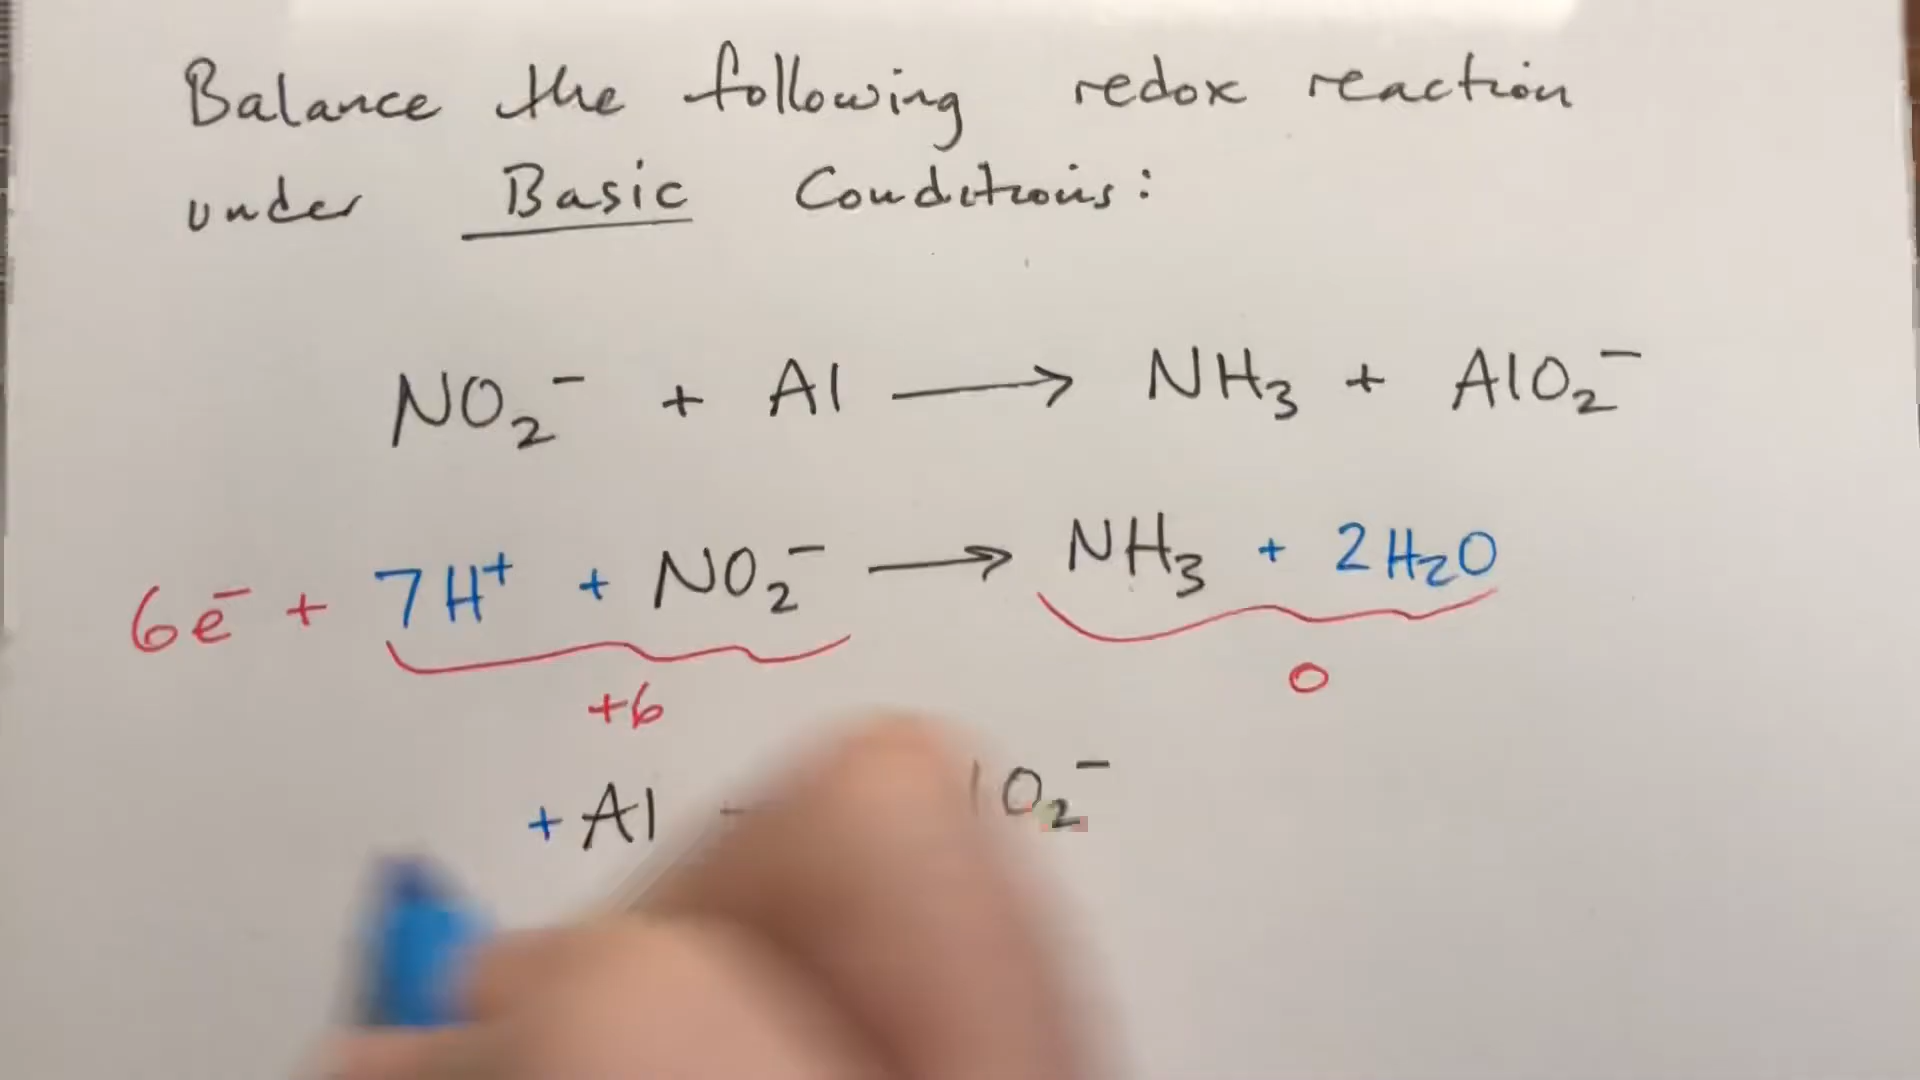 Balance the following redox reaction
under Basic Conditions:
NO₂⁻ + Al ⟶ NH₃ + AlO₂⁻
6e⁻ + 7H⁺ + NO₂⁻ ⟶ NH₃ + 2H₂O
+6 0
+ Al lO₂⁻